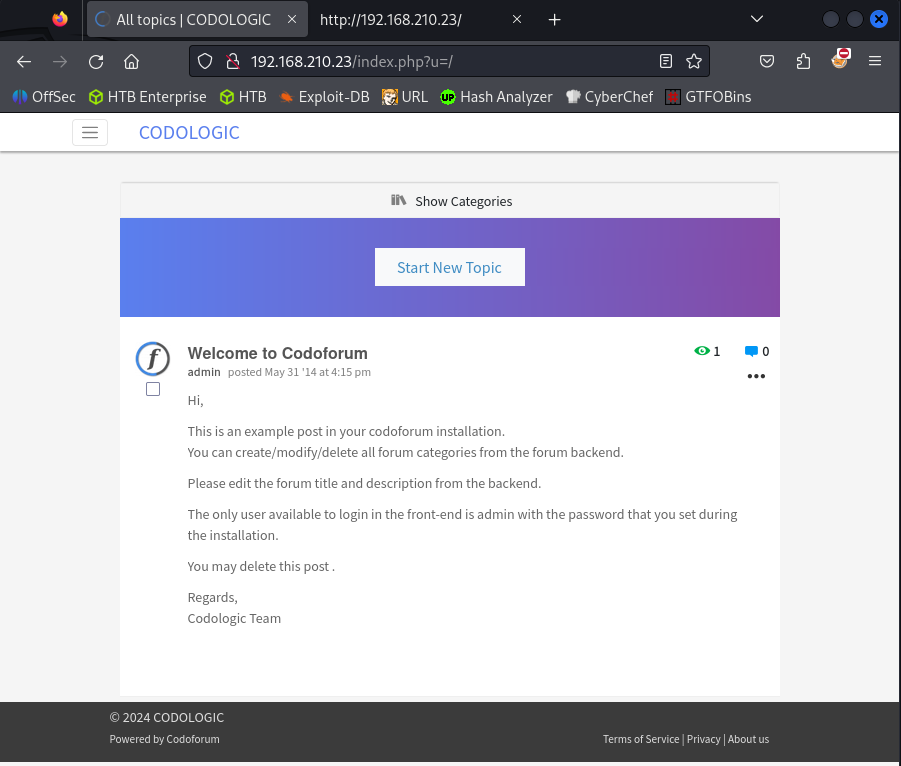 All topics | CODOLOGIC
http://192.168.210.23/
192.168.210.23/index.php?u=/
OffSec HTB Enterprise HTB Exploit-DB URL Hash Analyzer CyberChef GTFOBins
CODOLOGIC
Show Categories
Start New Topic
Welcome to Codoforum
1 0
admin posted May 31 '14 at 4:15 pm
Hi,
This is an example post in your codoforum installation.
You can create/modify/delete all forum categories from the forum backend.
Please edit the forum title and description from the backend.
The only user available to login in the front-end is admin with the password that you set during
the installation.
You may delete this post .
Regards,
Codologic Team
© 2024 CODOLOGIC
Powered by Codoforum
Terms of Service | Privacy | About us